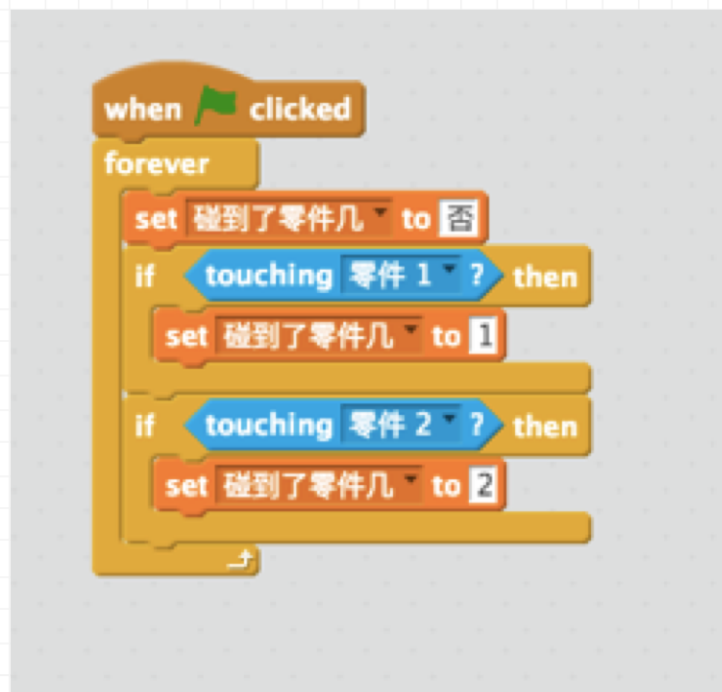 when clicked
forever
set 碰到了零件几 to 否
if touching 零件 1 ? then
set 碰到了零件几 to 1
if touching 零件 2 ? then
set 碰到了零件几 to 2